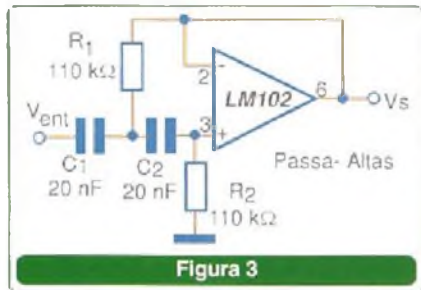 R1
110 kΩ
2
-
LM102
6
Vs
Vent
3
+
C1
20 nF
C2
20 nF
Passa- Altas
R2
110 kΩ
Figura 3